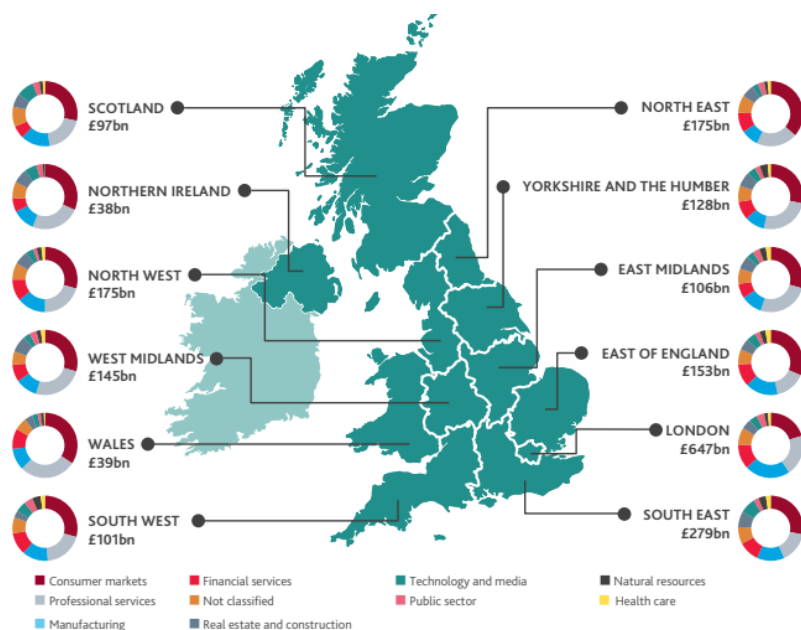 SCOTLAND
£97bn
NORTHERN IRELAND
£38bn
NORTH WEST
£175bn
WEST MIDLANDS
£145bn
WALES
£39bn
SOUTH WEST
£101bn
NORTH EAST
£175bn
YORKSHIRE AND THE HUMBER
£128bn
EAST MIDLANDS
£106bn
EAST OF ENGLAND
£153bn
LONDON
£647bn
SOUTH EAST
£279bn
Consumer markets
Financial services
Technology and media
Natural resources
Professional services
Not classified
Public sector
Health care
Manufacturing
Real estate and construction